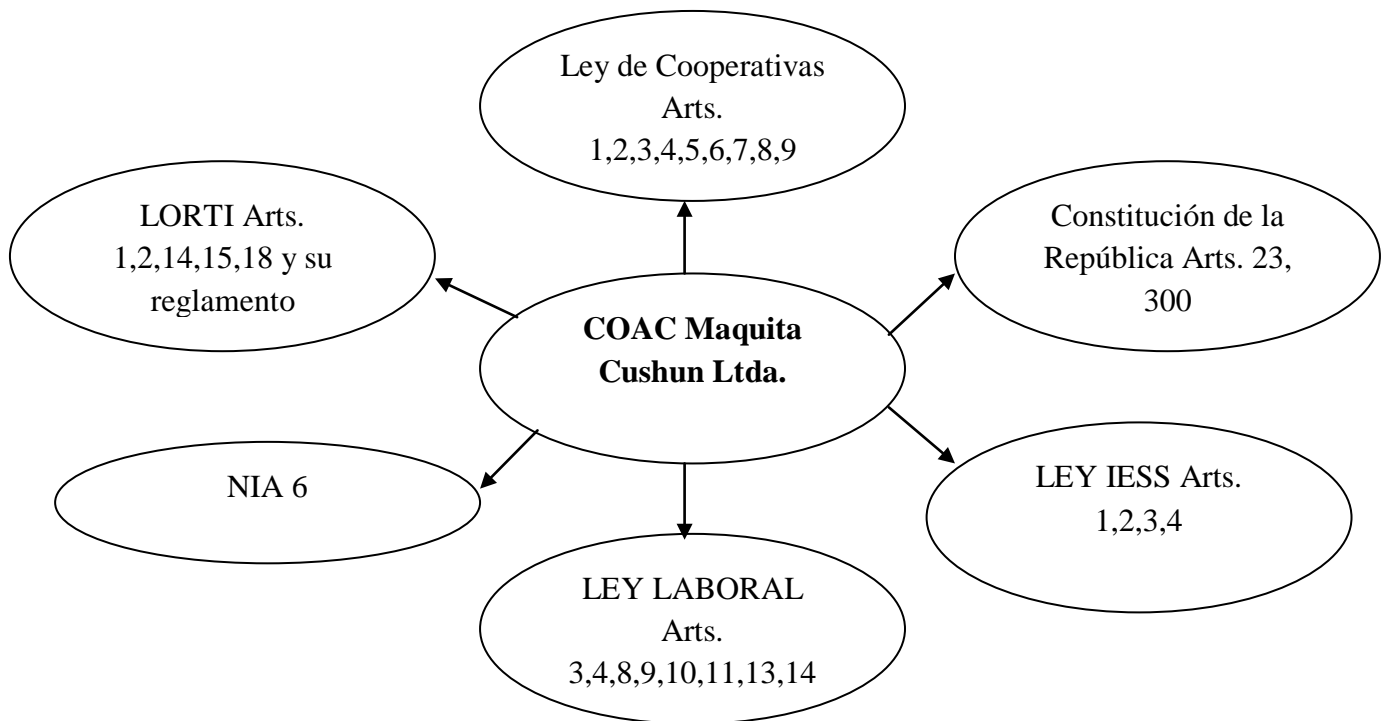 Ley de Cooperativas
Arts.
1,2,3,4,5,6,7,8,9
LORTI Arts.
1,2,14,15,18 y su
reglamento
Constitución de la
República Arts. 23,
300
COAC Maquita
Cushun Ltda.
NIA 6
LEY IESS Arts.
1,2,3,4
LEY LABORAL
Arts.
3,4,8,9,10,11,13,14